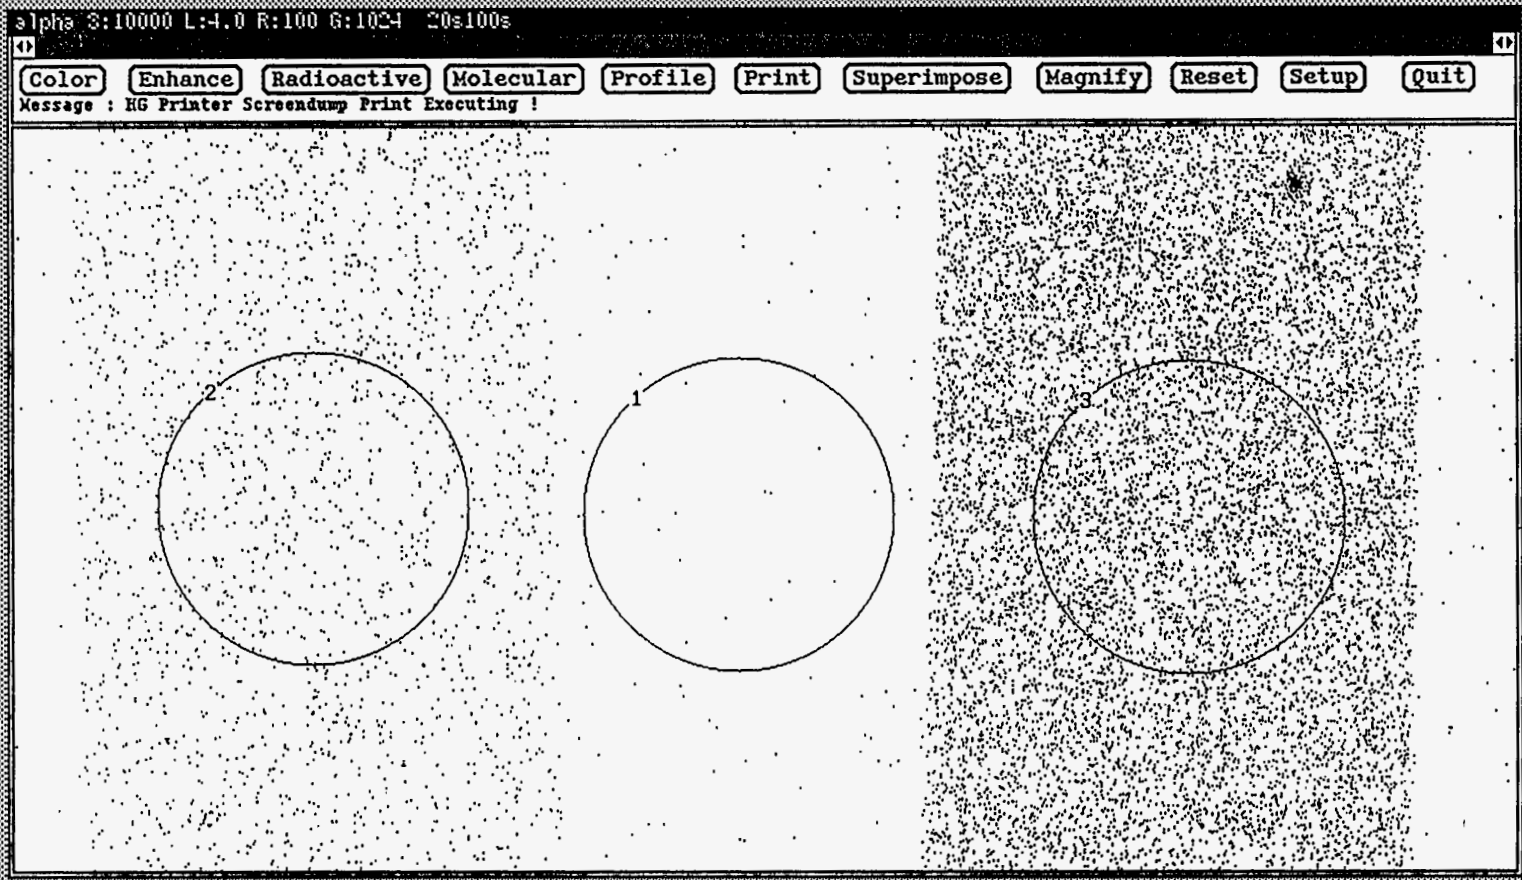 alpha S:10000 L:4.0 R:100 G:1024 20s100s
Color Enhance Radioactive Molecular Profile Print Superimpose Magnify Reset Setup Quit
Message : HG Printer Screendump Print Executing !
2 1 3